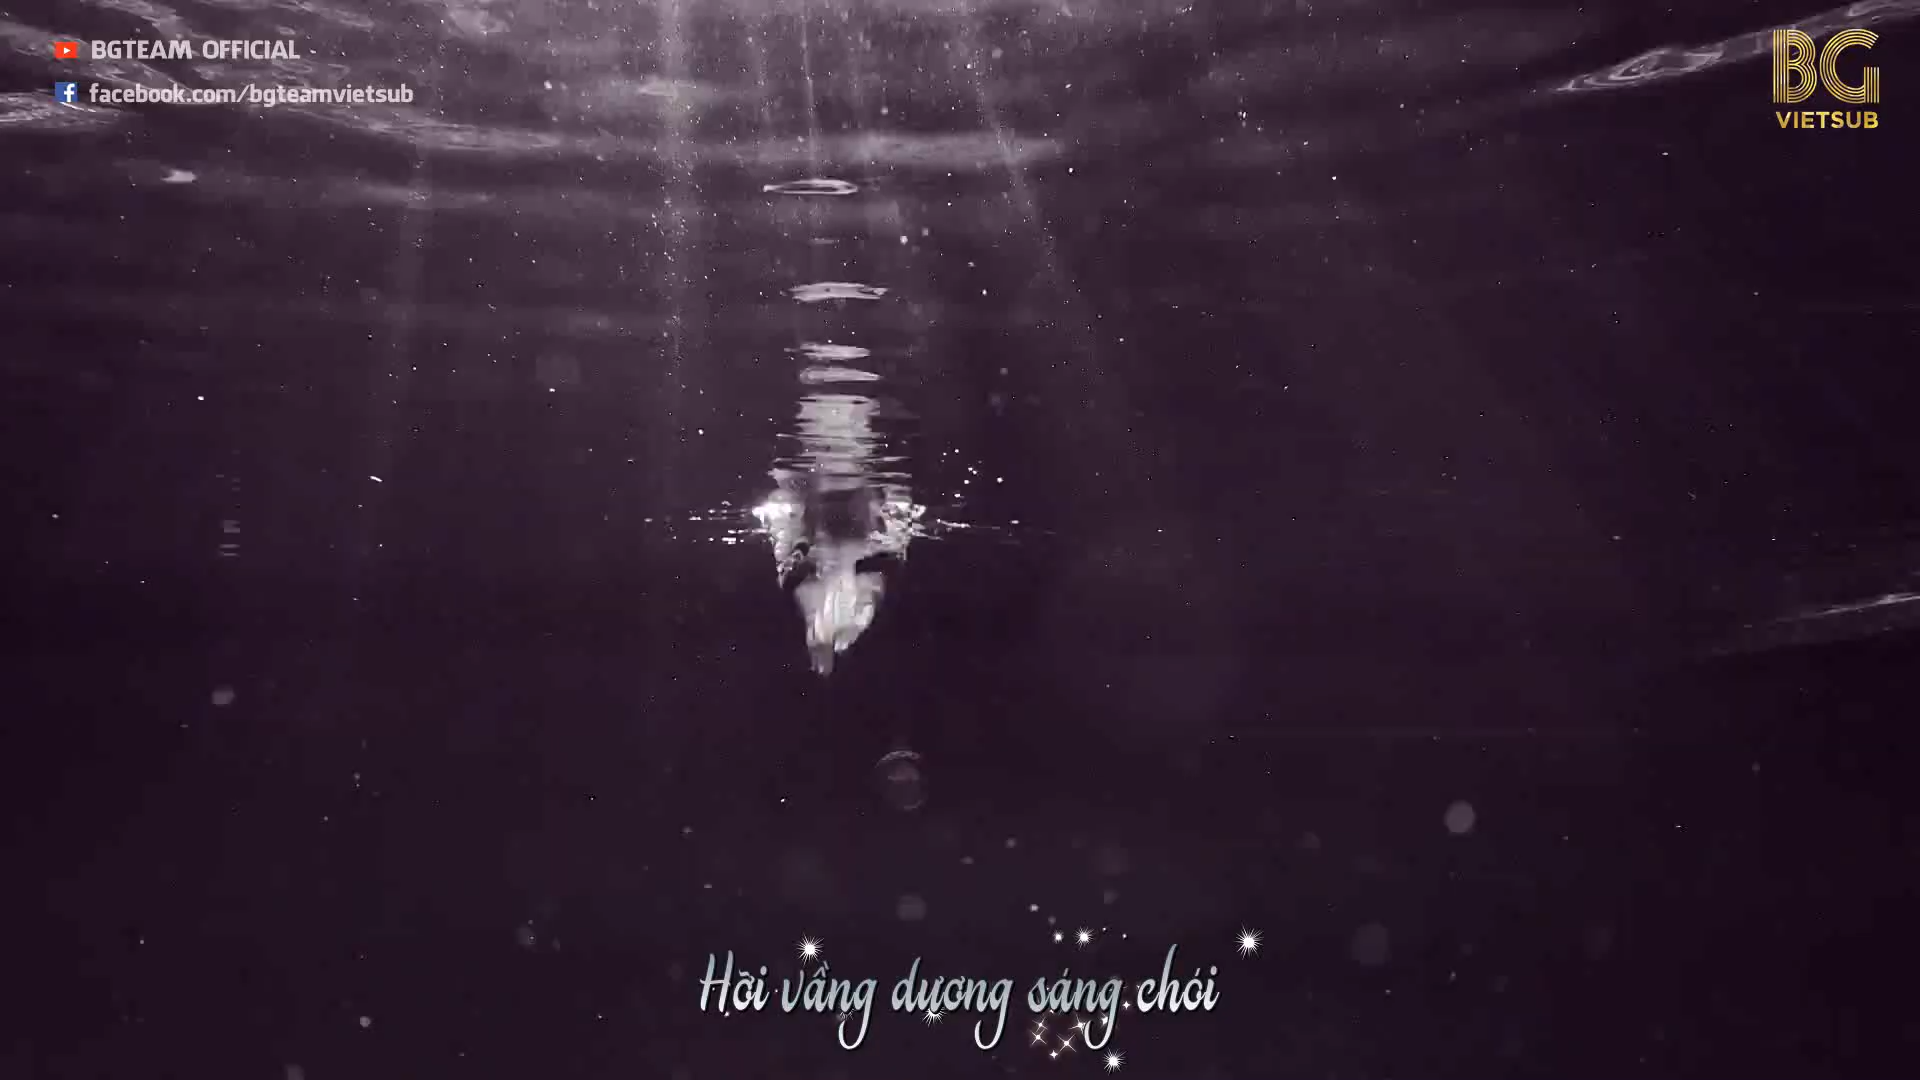 BGTEAM OFFICIAL
facebook.com/bgteamvietsub
BG
VIETSUB
Hỡi vầng dương sáng chói